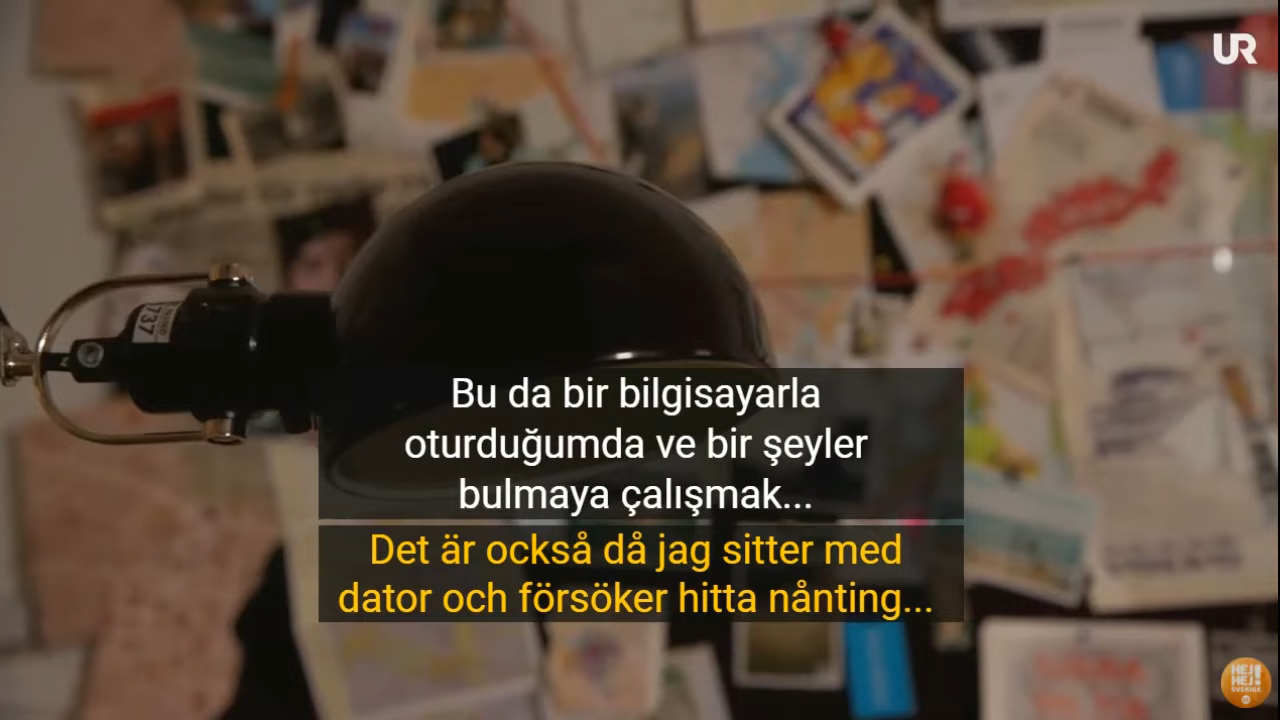 UR
737
Bu da bir bilgisayarla
oturduğumda ve bir şeyler
bulmaya çalışmak...
Det är också då jag sitter med
dator och försöker hitta nånting...
HEJ
HEJ!
SVERIGE